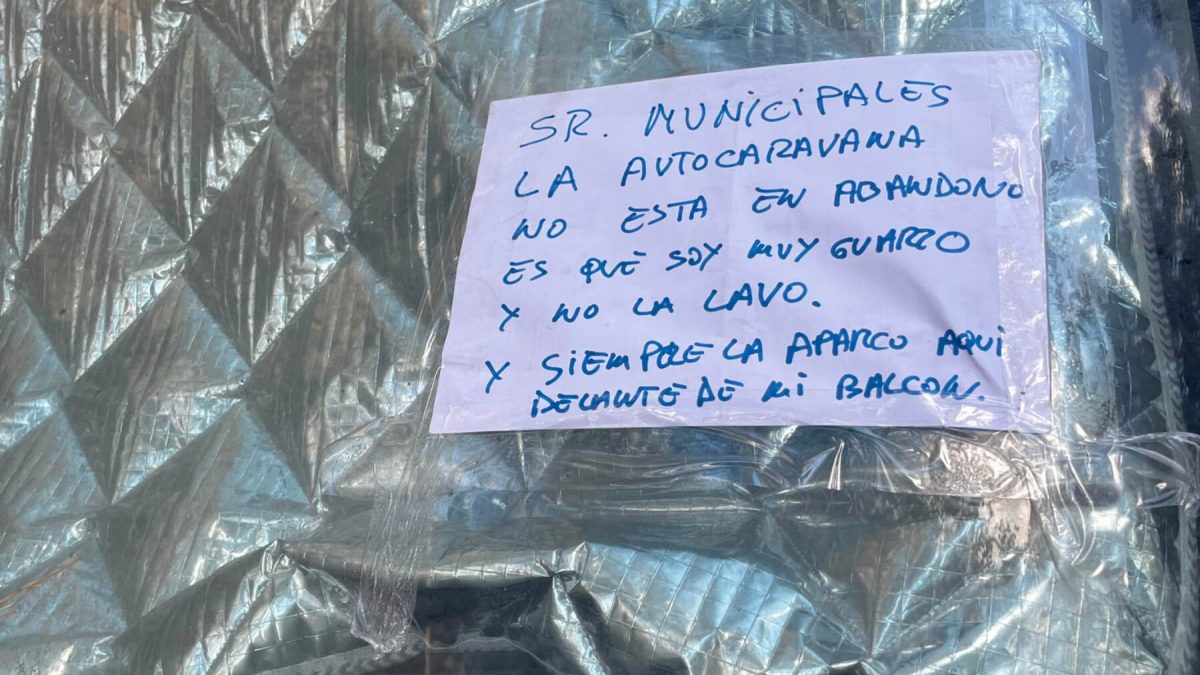 SR. MUNICIPALES
LA AUTOCARAVANA
NO ESTA EN ABANDONO
ES QUE SOY MUY GUARRO
Y NO LA LAVO.
Y SIEMPRE LA APARCO AQUI
DELANTE DE MI BALCON.